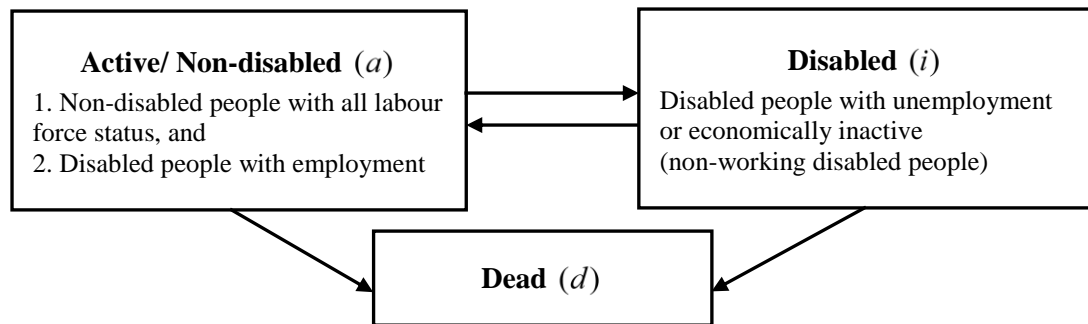 Active/ Non-disabled (a)
1. Non-disabled people with all labour
force status, and
2. Disabled people with employment
Disabled (i)
Disabled people with unemployment
or economically inactive
(non-working disabled people)
Dead (d)